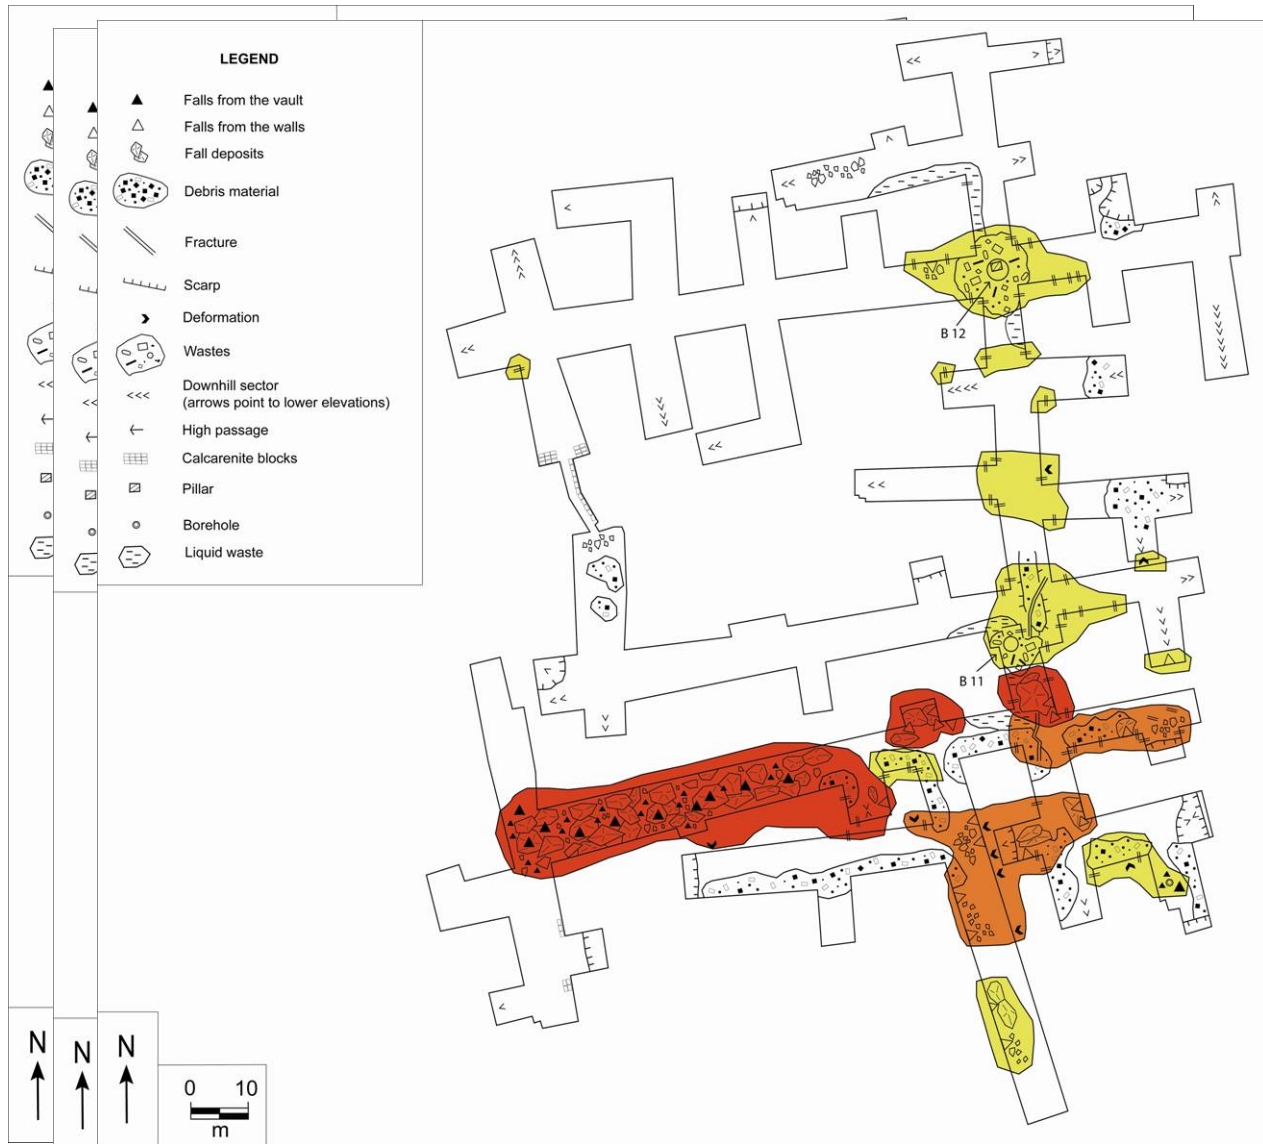 LEGEND
Falls from the vault
Falls from the walls
Fall deposits
Debris material
Fracture
Scarp
Deformation
Wastes
Downhill sector
(arrows point to lower elevations)
High passage
Calcarenite blocks
Pillar
Borehole
Liquid waste
B 12
B 11
N
N
N
0 10
m